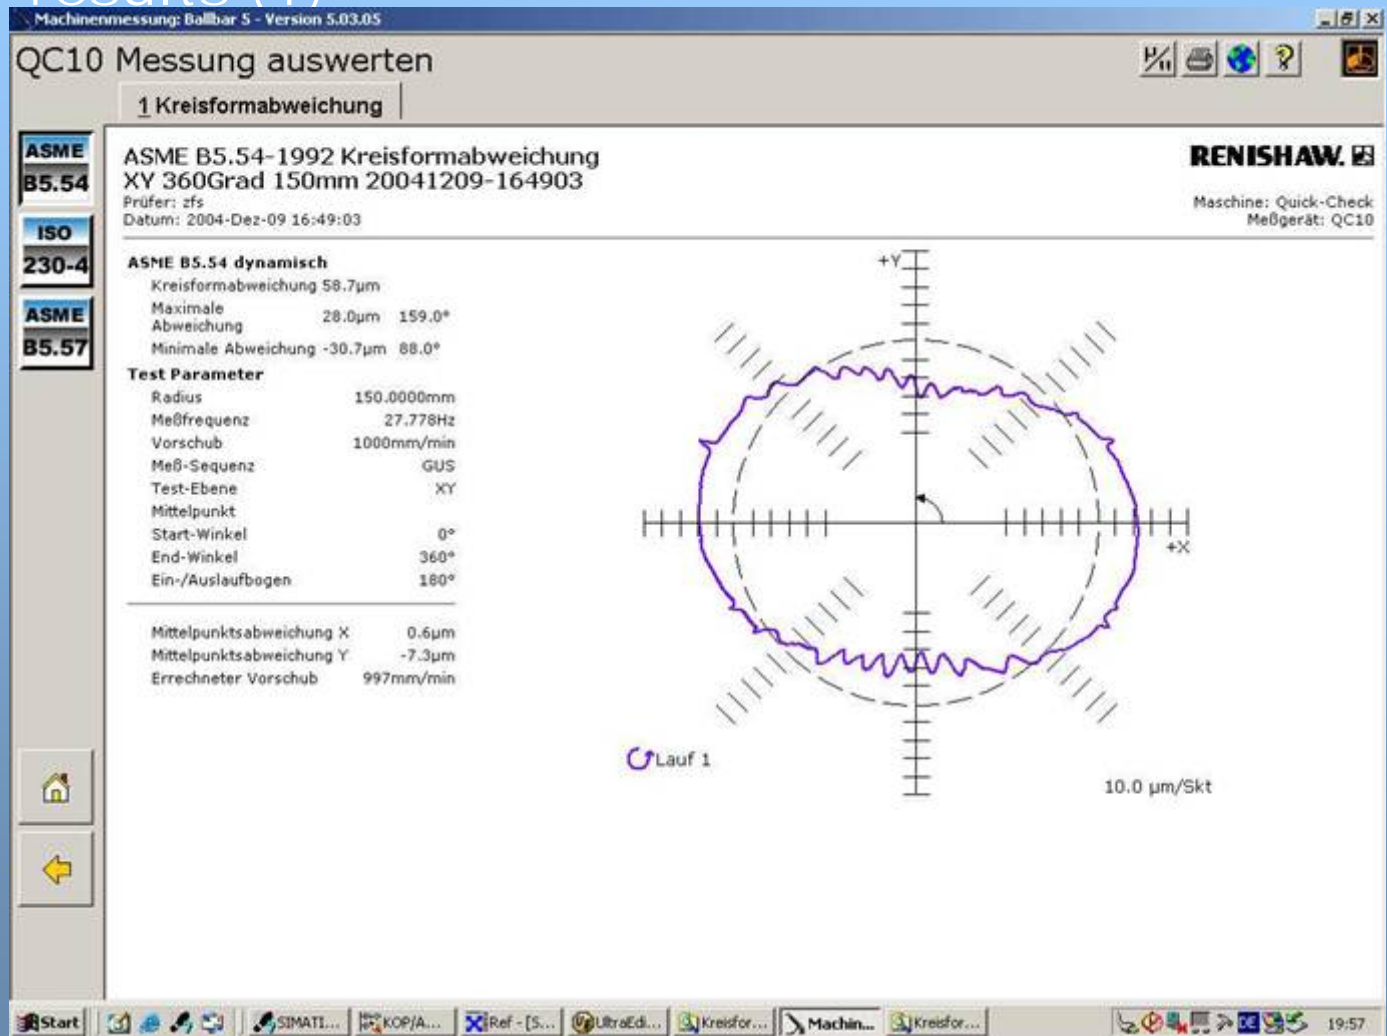 results (1)
Machinenmessung: Ballbar 5 - Version 5.03.05
QC10 Messung auswerten
1 Kreisformabweichung
ASME
B5.54
ISO
230-4
ASME
B5.57
ASME B5.54-1992 Kreisformabweichung
XY 360Grad 150mm 20041209-164903
Prüfer: zfs
Datum: 2004-Dez-09 16:49:03
RENISHAW.
Maschine: Quick-Check
Meßgerät: QC10
ASME B5.54 dynamisch
Kreisformabweichung 58.7µm
Maximale
Abweichung 28.0µm 159.0°
Minimale Abweichung -30.7µm 88.0°
Test Parameter
Radius 150.0000mm
Meßfrequenz 27.778Hz
Vorschub 1000mm/min
Meß-Sequenz GUS
Test-Ebene XY
Mittelpunkt
Start-Winkel 0°
End-Winkel 360°
Ein-/Auslaufbogen 180°
Mittelpunktsabweichung X 0.6µm
Mittelpunktsabweichung Y -7.3µm
Errechneter Vorschub 997mm/min
+Y
+X
Lauf 1
10.0 µm/Skt
Start SIMATI... KOP/A... Ref - [S... UltraEdi... Kreisfor... Machin... Kreisfor... DE 19:57